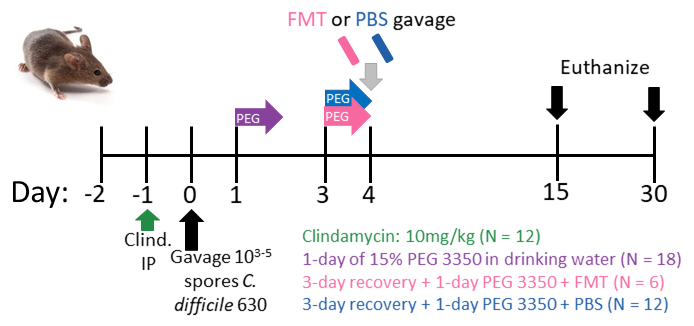 FMT or PBS gavage
Euthanize
PEG
PEG
PEG
Day: -2 -1 0 1 3 4 15 30
Clind.
IP
Gavage 10³⁻⁵
spores C.
difficile 630
Clindamycin: 10mg/kg (N = 12)
1-day of 15% PEG 3350 in drinking water (N = 18)
3-day recovery + 1-day PEG 3350 + FMT (N = 6)
3-day recovery + 1-day PEG 3350 + PBS (N = 12)